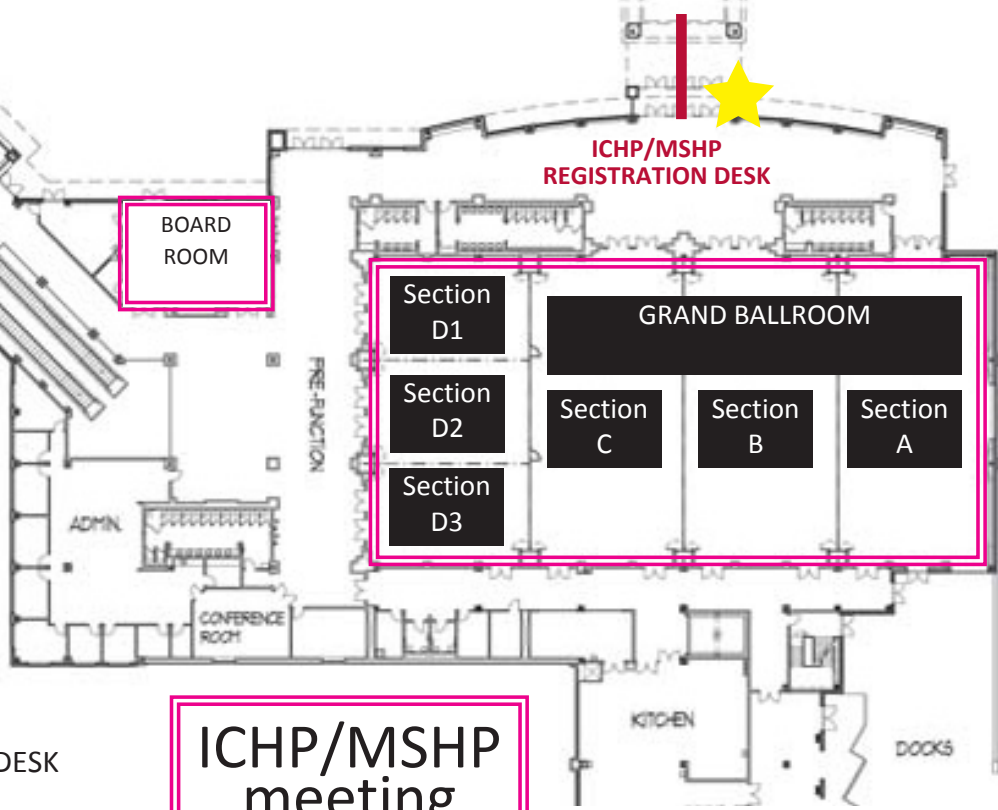 ICHP/MSHP
REGISTRATION DESK
BOARD
ROOM
Section
D1
GRAND BALLROOM
Section
D2
Section
C
Section
B
Section
A
Section
D3
PRE-FUNCTION
ADMIN.
CONFERENCE
ROOM
KITCHEN
DOCKS
DESK
ICHP/MSHP
meeting